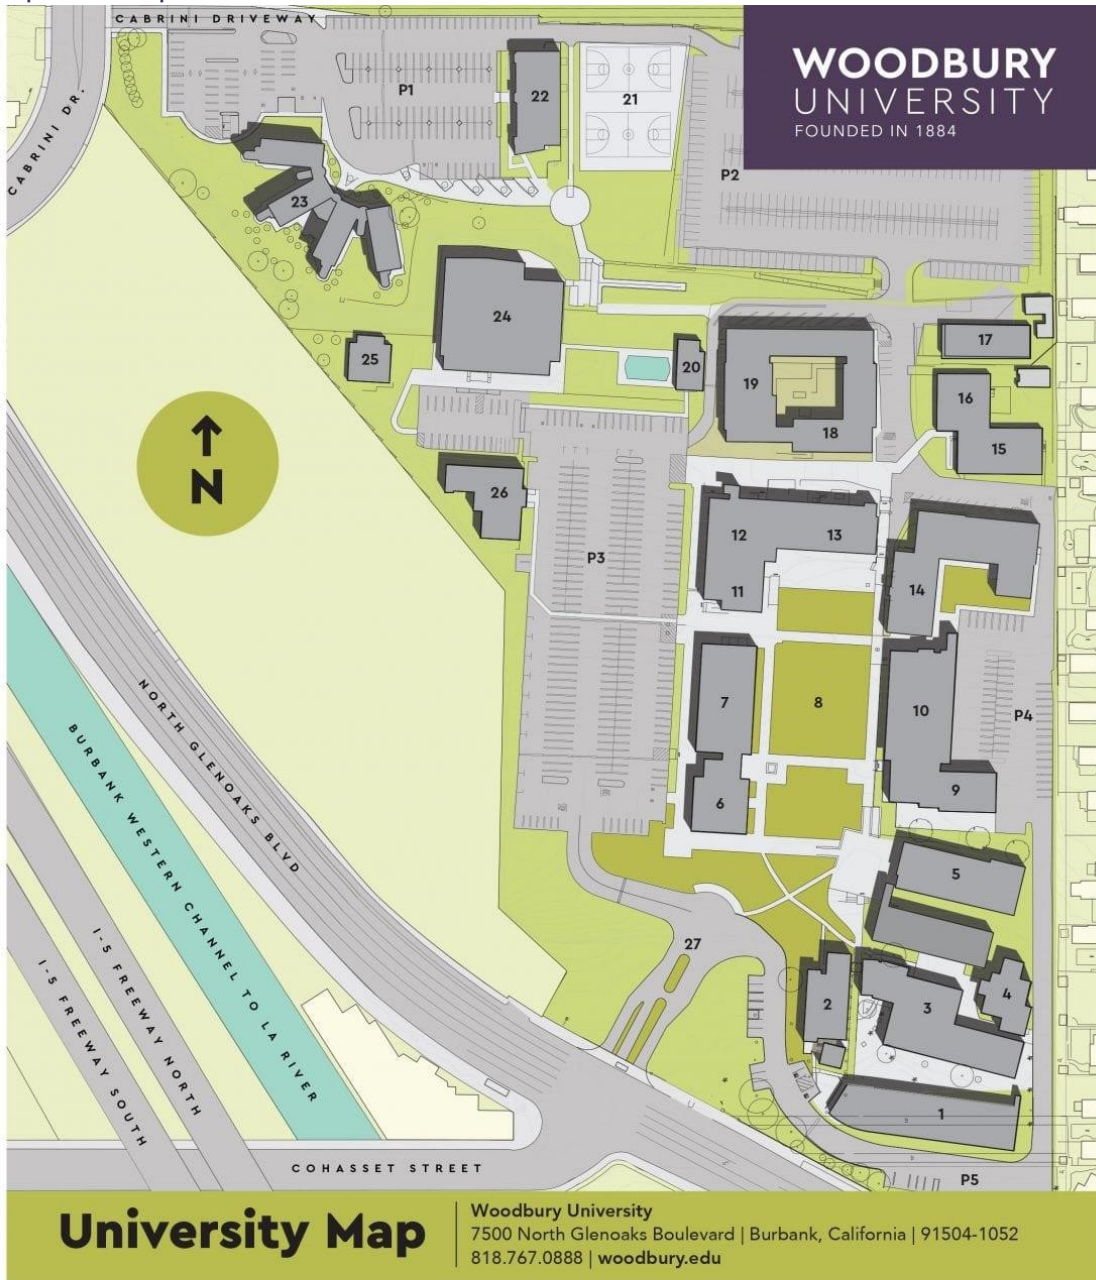 CABRINI DRIVEWAY
WOODBURY
UNIVERSITY
FOUNDED IN 1884
CABRINI DR.
P1
22
21
P2
23
24
25
20
19
18
17
16
15
N
26
P3
12
13
11
14
7
8
10
P4
6
9
5
NORTH GLENOAKS BLVD
BURBANK WESTERN CHANNEL TO LA RIVER
I-5 FREEWAY NORTH
I-5 FREEWAY SOUTH
27
2
3
4
1
COHASSET STREET
P5
University Map
Woodbury University
7500 North Glenoaks Boulevard | Burbank, California | 91504-1052
818.767.0888 | woodbury.edu